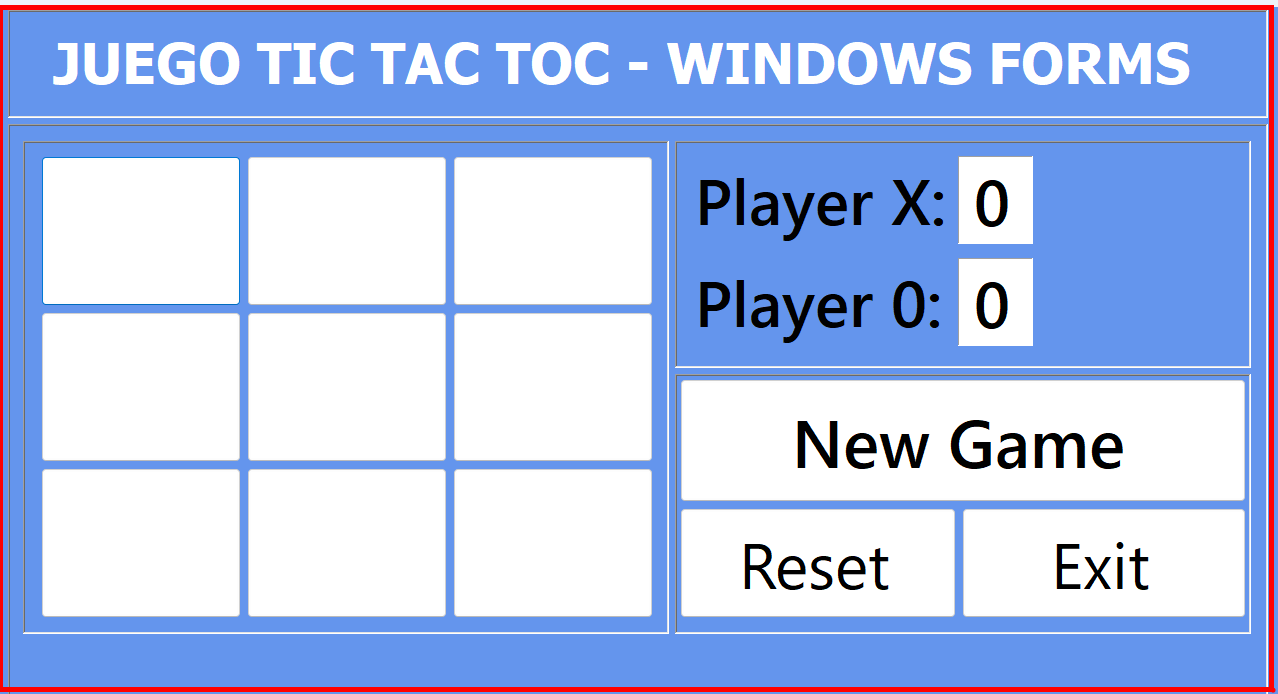 JUEGO TIC TAC TOC - WINDOWS FORMS
Player X: 0
Player 0: 0
New Game
Reset Exit